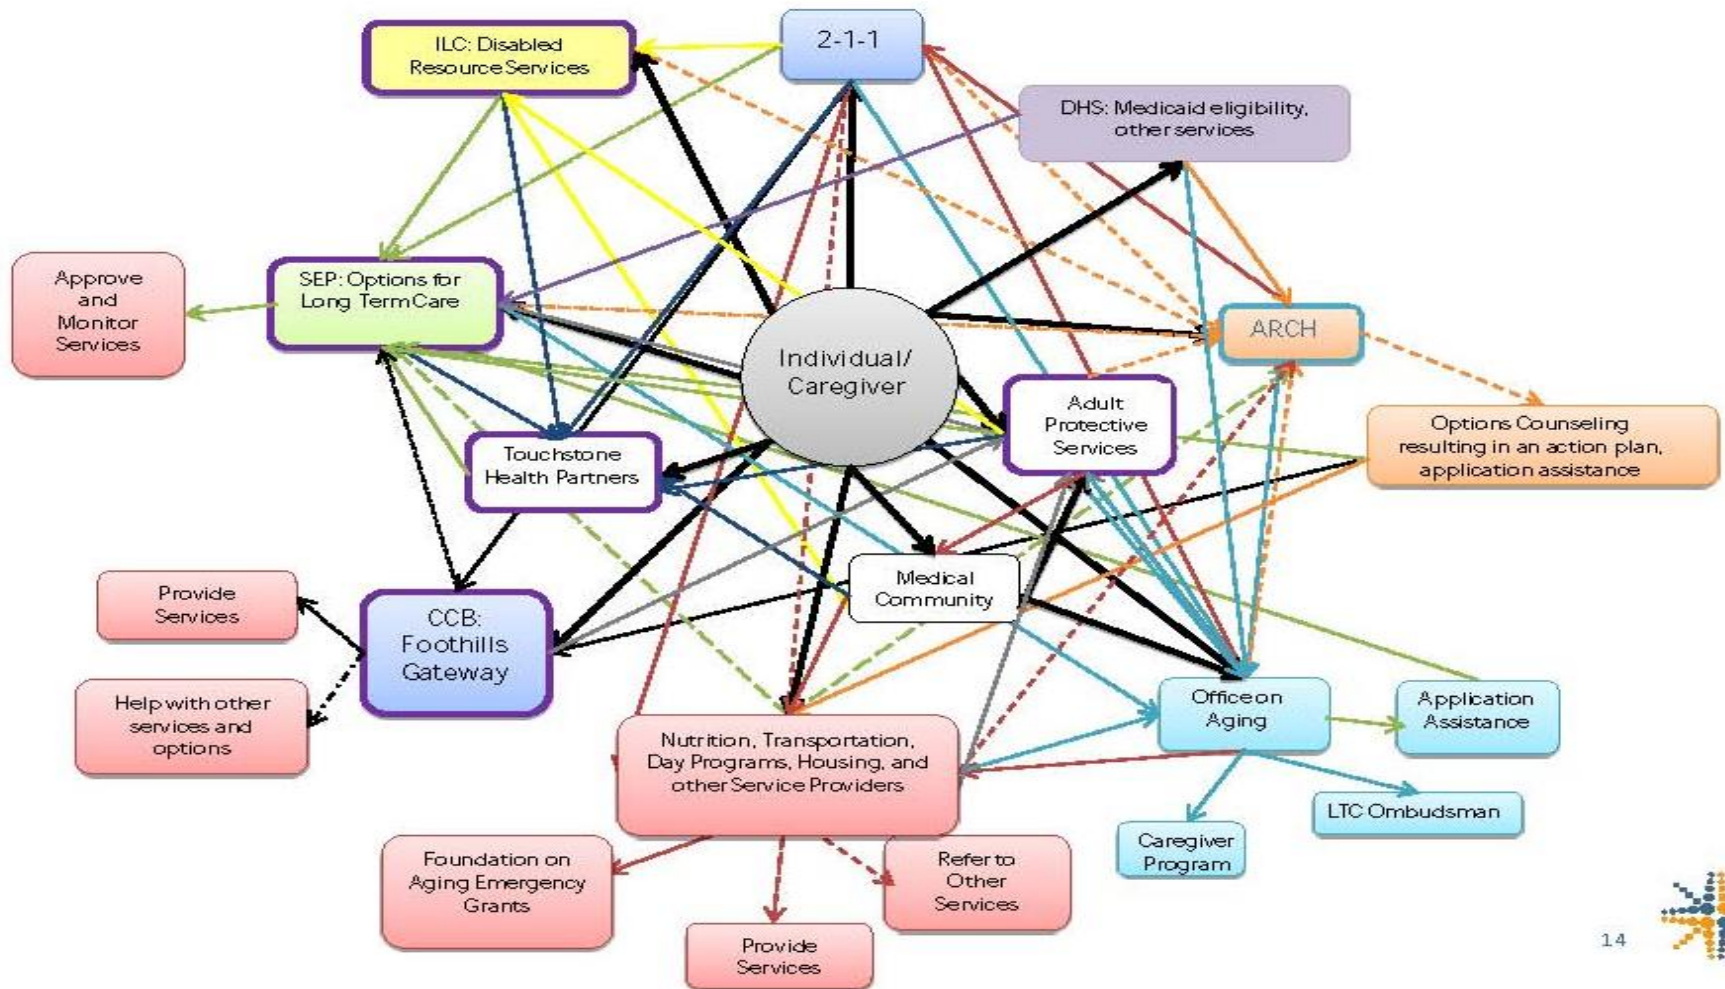 2-1-1
ILC: Disabled
Resource Services
DHS: Medicaid eligibility,
other services
Approve
and
Monitor
Services
SEP: Options for
Long Term Care
Individual/
Caregiver
ARCH
Adult
Protective
Services
Options Counseling
resulting in an action plan,
application assistance
Touchstone
Health Partners
Medical
Community
Provide
Services
CCB:
Foothills
Gateway
Help with other
services and
options
Nutrition, Transportation,
Day Programs, Housing, and
other Service Providers
Office on
Aging
Application
Assistance
LTC Ombudsman
Caregiver
Program
Foundation on
Aging Emergency
Grants
Refer to
Other
Services
Provide
Services
14